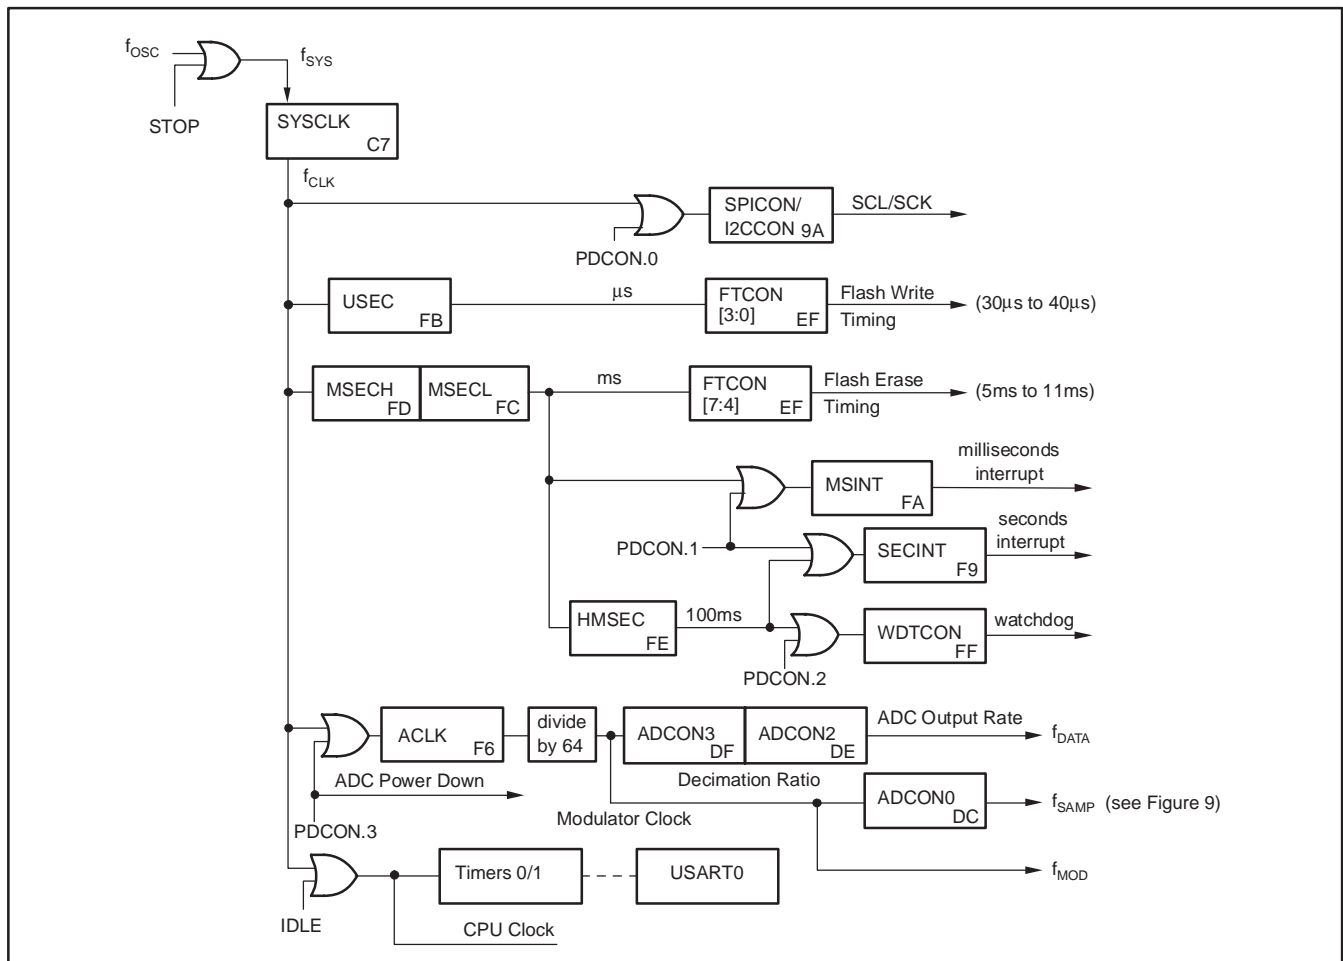 fOSC
fSYS
STOP
SYSCLK
C7
fCLK
SPICON/
I2CCON 9A
SCL/SCK
PDCON.0
USEC
FB
μs
FTCON
[3:0] EF
Flash Write
Timing
(30μs to 40μs)
MSECH
FD
MSECL
FC
ms
FTCON
[7:4] EF
Flash Erase
Timing
(5ms to 11ms)
milliseconds
interrupt
MSINT
FA
PDCON.1
seconds
interrupt
SECINT
F9
HMSEC
FE
100ms
WDTCON
FF
watchdog
PDCON.2
ACLK
F6
divide
by 64
ADCON3
DF
ADCON2
DE
ADC Output Rate
fDATA
Decimation Ratio
ADC Power Down
PDCON.3
Modulator Clock
ADCON0
DC
fSAMP (see Figure 9)
fMOD
Timers 0/1
USART0
IDLE
CPU Clock